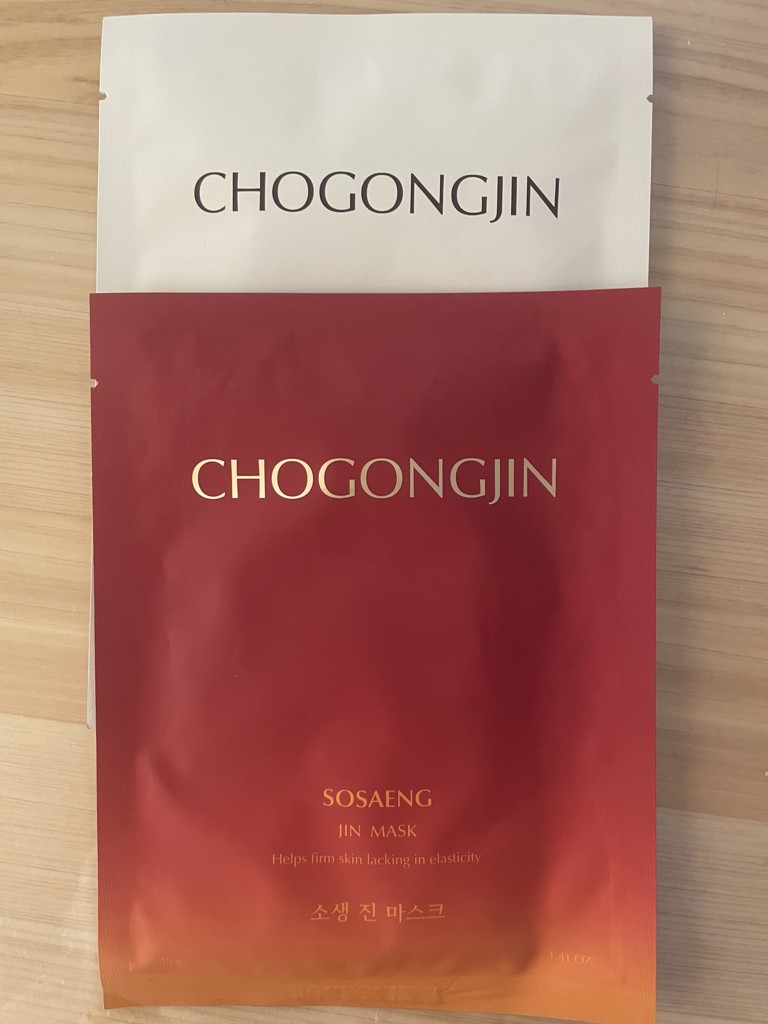 CHOGONGJIN
CHOGONGJIN
SOSAENG
JIN MASK
Helps firm skin lacking in elasticity
소생 진 마스크
1.41 OZ